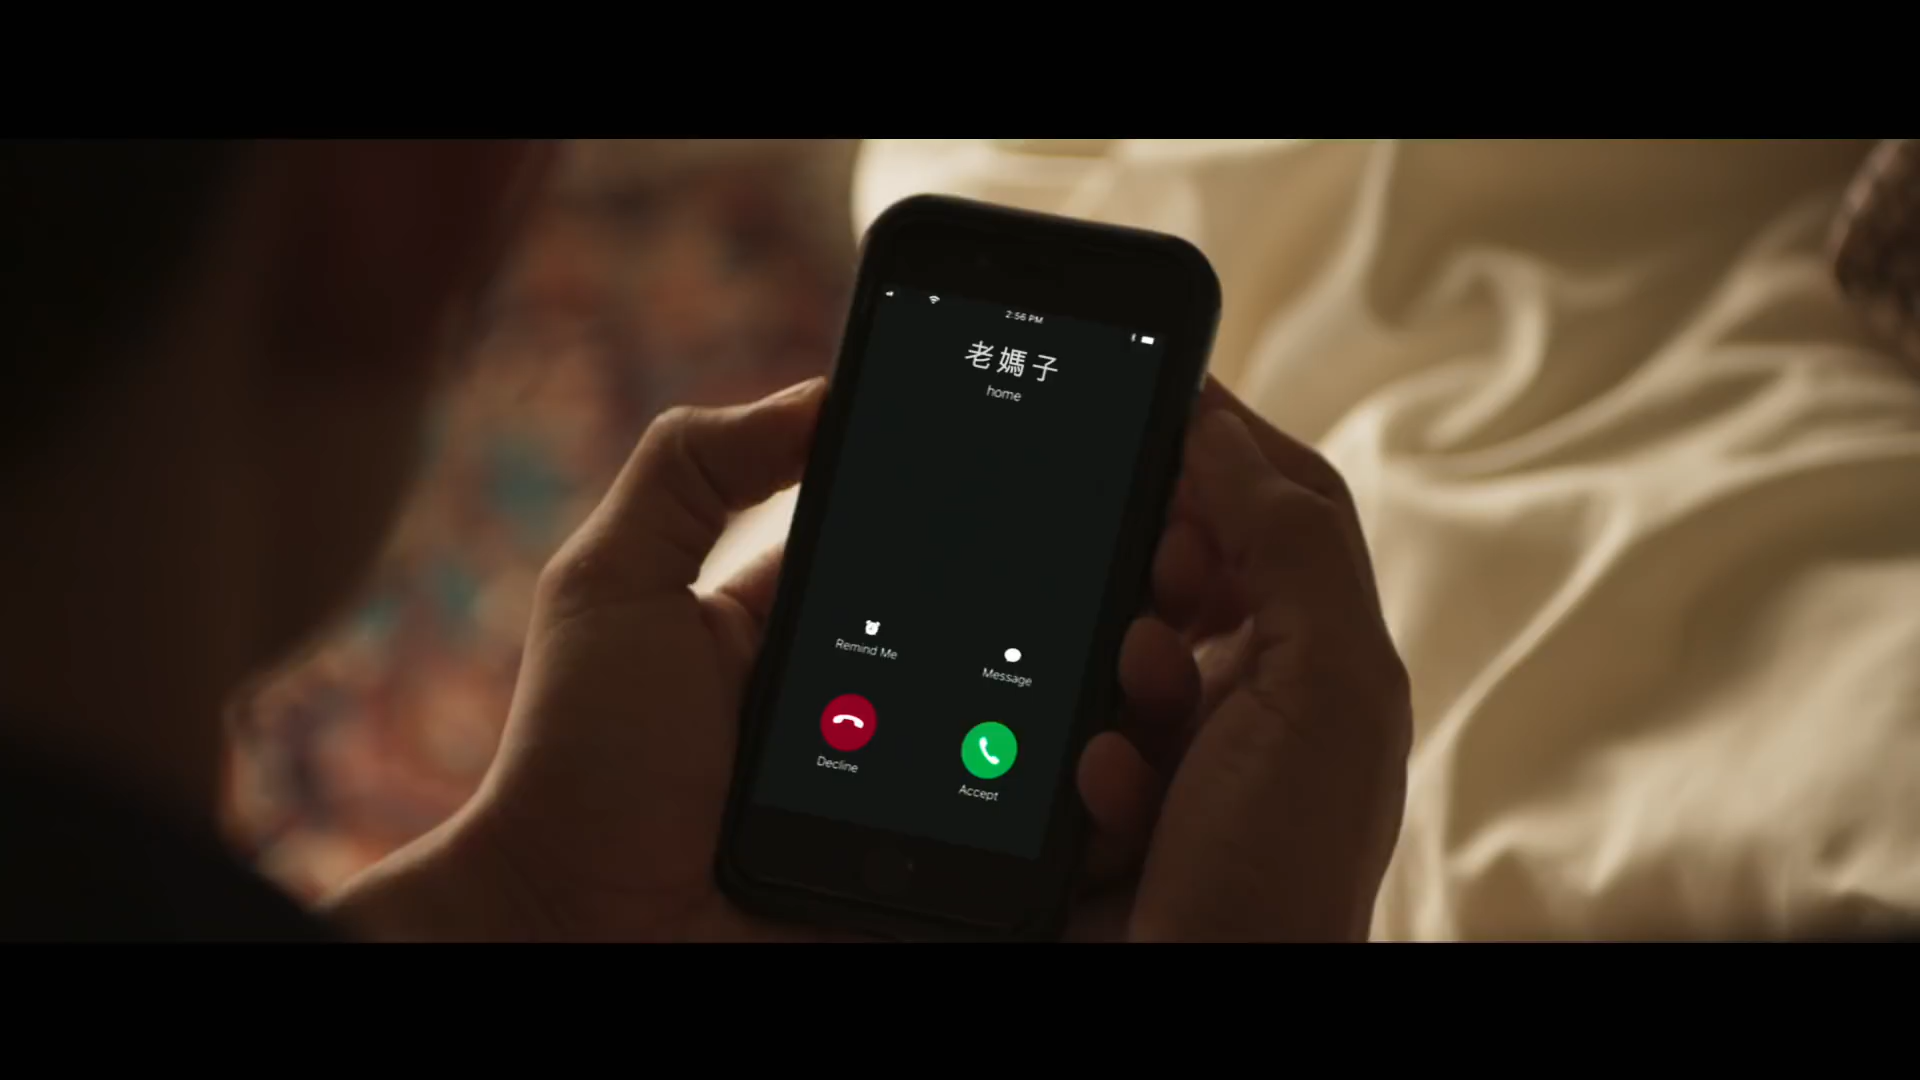 2:56 PM
老媽子
home
Remind Me
Message
Decline
Accept